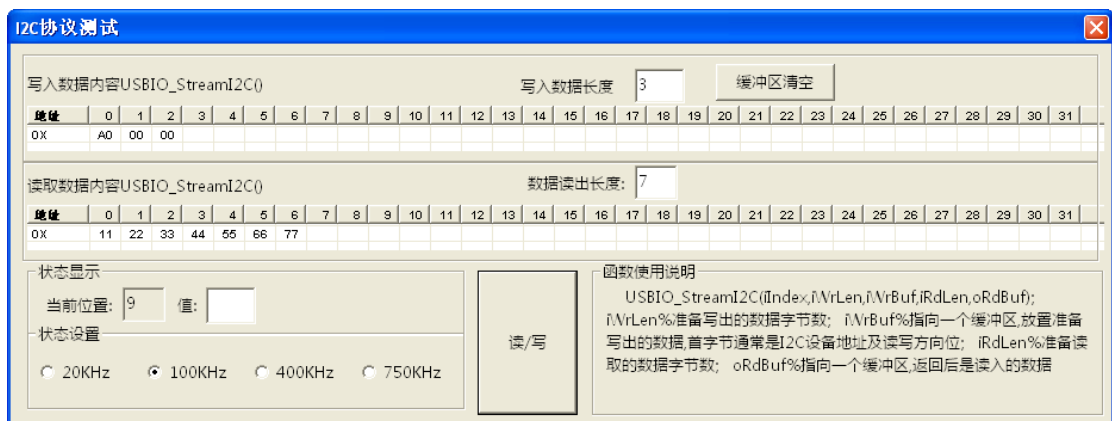 I2C协议测试
写入数据内容USBIO_StreamI2C() 写入数据长度 3 缓冲区清空
地址 0 1 2 3 4 5 6 7 8 9 10 11 12 13 14 15 16 17 18 19 20 21 22 23 24 25 26 27 28 29 30 31
0X A0 00 00
读取数据内容USBIO_StreamI2C() 数据读出长度: 7
地址 0 1 2 3 4 5 6 7 8 9 10 11 12 13 14 15 16 17 18 19 20 21 22 23 24 25 26 27 28 29 30 31
0X 11 22 33 44 55 66 77
状态显示
当前位置: 9 值:
状态设置
20KHz 100KHz 400KHz 750KHz
读/写
函数使用说明
USBIO_StreamI2C(iIndex,iWrLen,iWrBuf,iRdLen,oRdBuf);
iWrLen%准备写出的数据字节数; iWrBuf%指向一个缓冲区,放置准备
写出的数据,首字节通常是I2C设备地址及读写方向位; iRdLen%准备读
取的数据字节数; oRdBuf%指向一个缓冲区,返回后是读入的数据